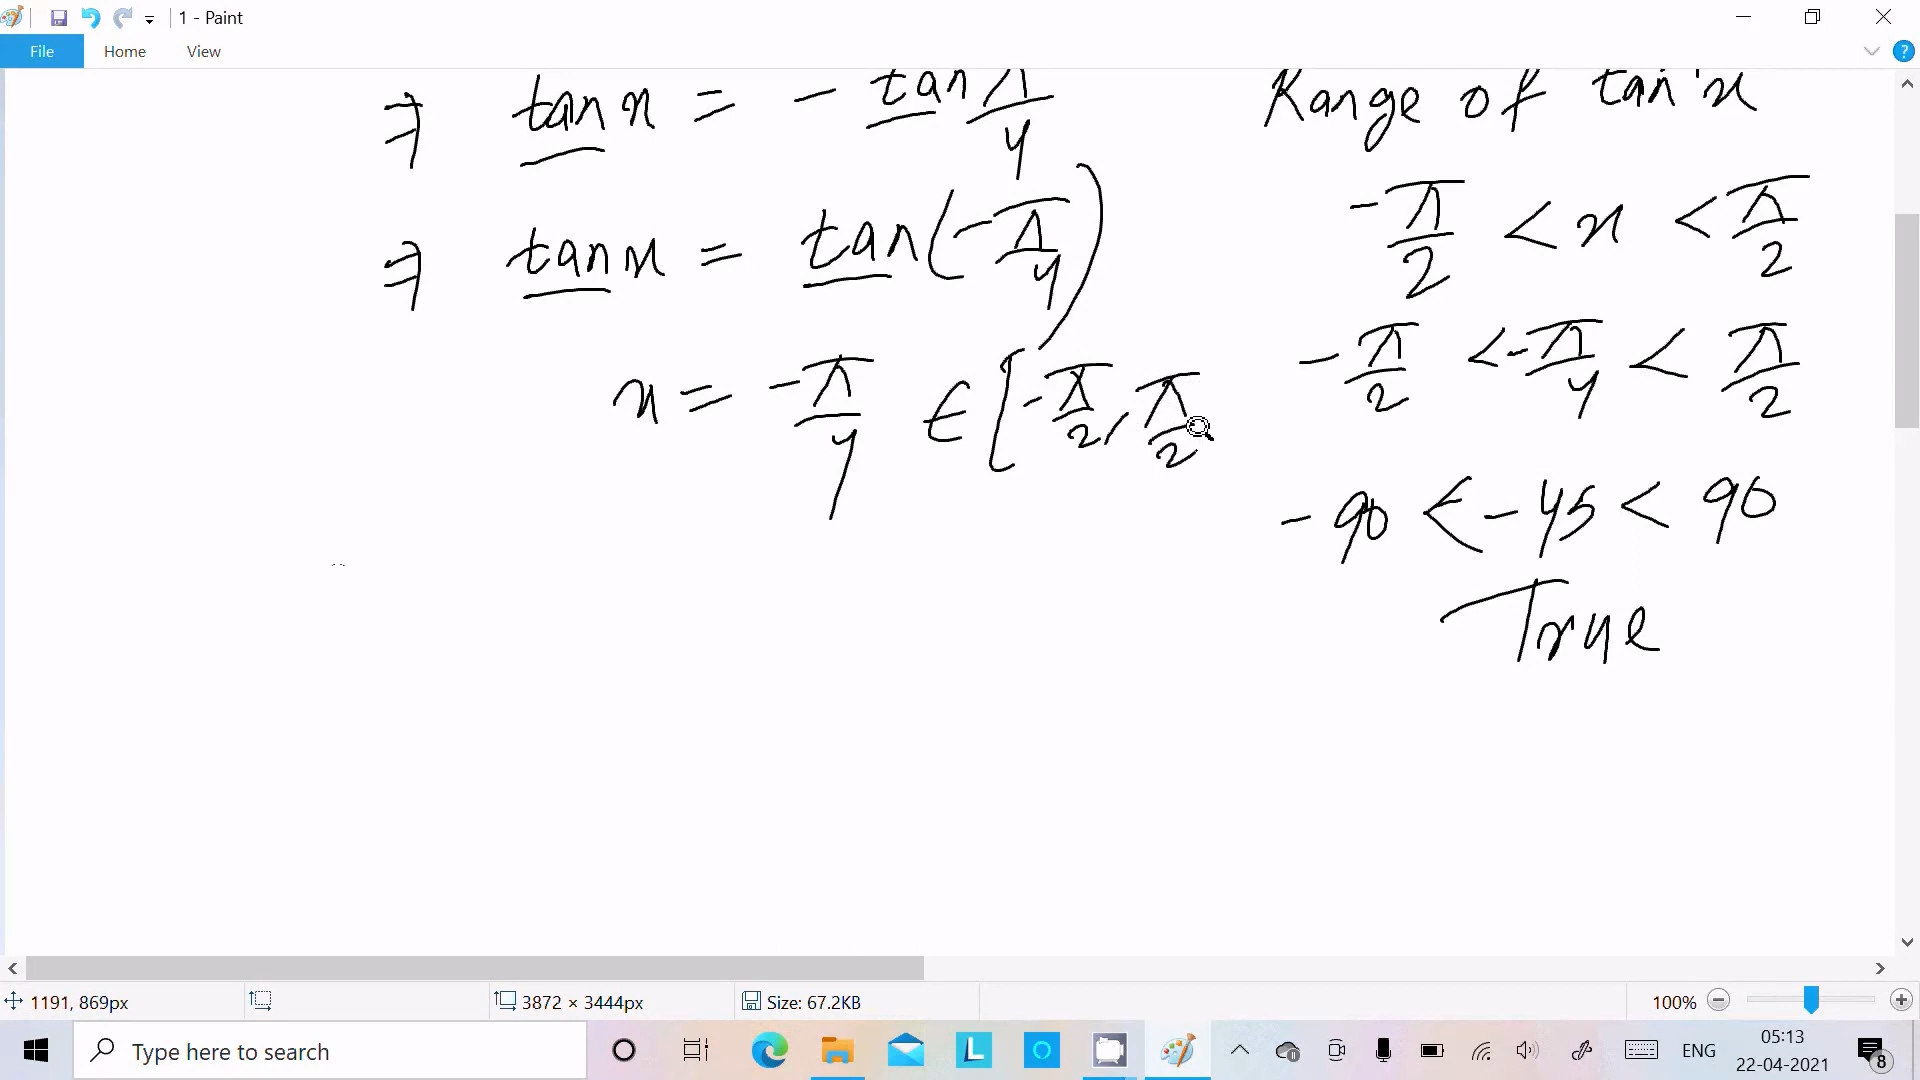 1 - Paint
File Home View
⇒ tan x = - tan π/4
⇒ tan x = tan(-π/4)
x = -π/4 ∈ [-π/2, π/2
Range of tan⁻¹x
-π/2 < x < π/2
-π/2 < -π/4 < π/2
-90 < -45 < 90
True
1191, 869px 3872 × 3444px Size: 67.2KB 100%
Type here to search ENG 05:13
22-04-2021 8